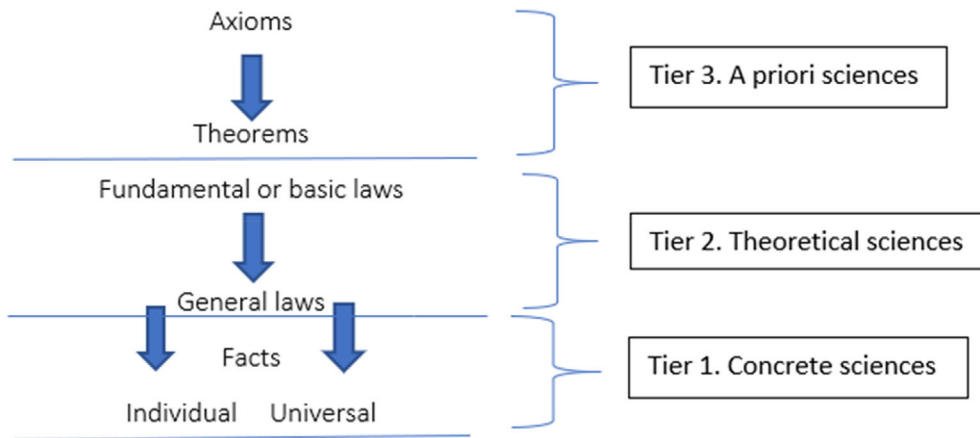 Axioms
Tier 3. A priori sciences
Theorems
Fundamental or basic laws
Tier 2. Theoretical sciences
General laws
Facts
Tier 1. Concrete sciences
Individual Universal